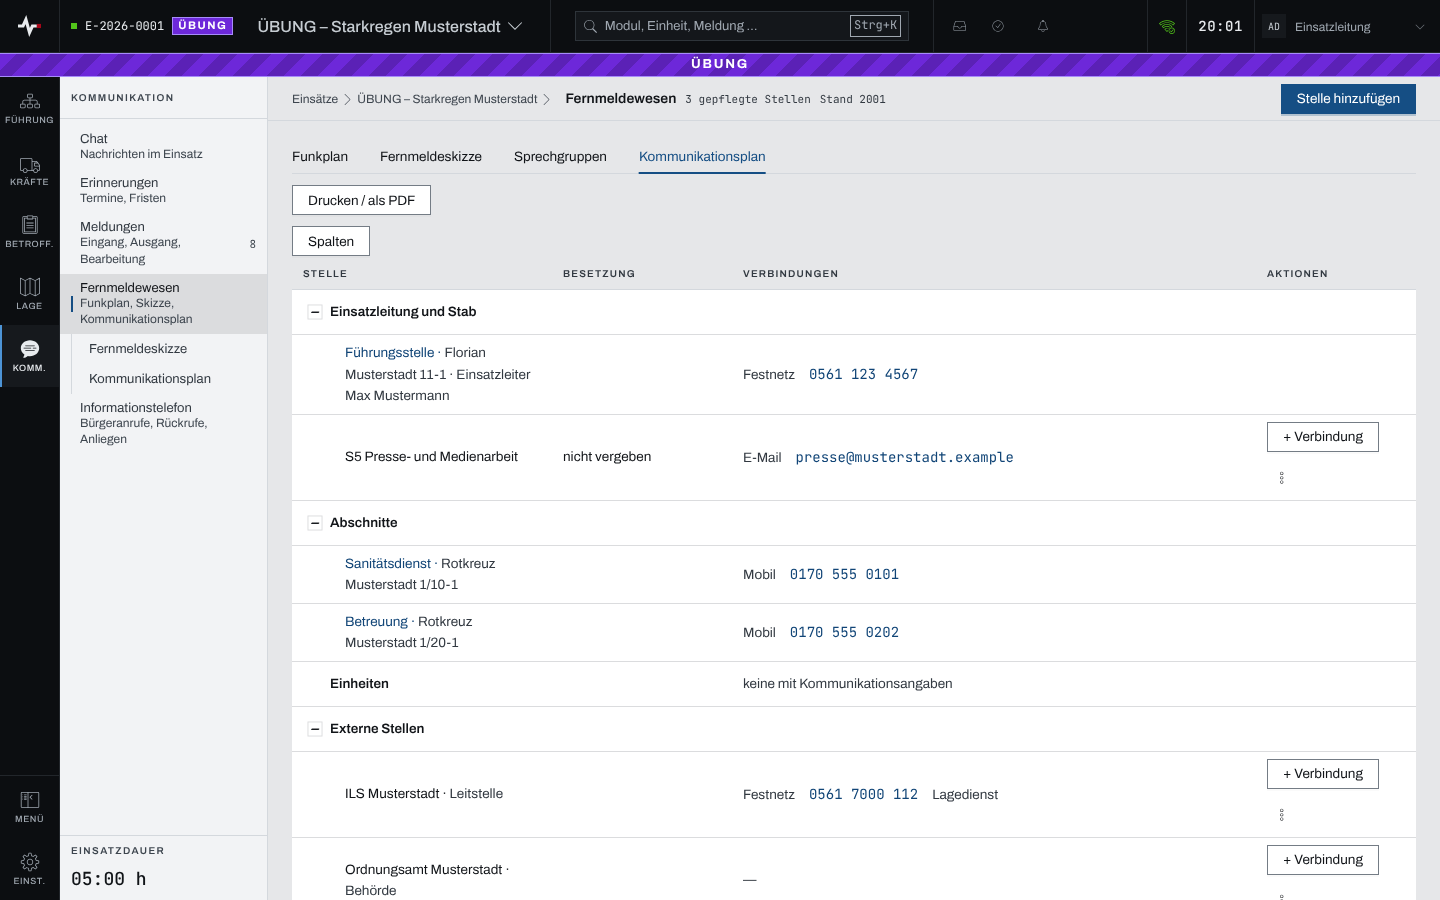 E-2026-0001 ÜBUNG ÜBUNG – Starkregen Musterstadt Modul, Einheit, Meldung ... Strg+K 20:01 AD Einsatzleitung
ÜBUNG
FÜHRUNG
KRÄFTE
BETROFF.
LAGE
KOMM.
MENÜ
EINST.
KOMMUNIKATION
Chat
Nachrichten im Einsatz
Erinnerungen
Termine, Fristen
Meldungen
Eingang, Ausgang,
Bearbeitung
8
Fernmeldewesen
Funkplan, Skizze,
Kommunikationsplan
Fernmeldeskizze
Kommunikationsplan
Informationstelefon
Bürgeranrufe, Rückrufe,
Anliegen
EINSATZDAUER
05:00 h
Einsätze ÜBUNG – Starkregen Musterstadt Fernmeldewesen 3 gepflegte Stellen Stand 2001 Stelle hinzufügen
Funkplan Fernmeldeskizze Sprechgruppen Kommunikationsplan
Drucken / als PDF
Spalten
STELLE BESETZUNG VERBINDUNGEN AKTIONEN
Einsatzleitung und Stab
Führungsstelle · Florian
Musterstadt 11-1 · Einsatzleiter
Max Mustermann
Festnetz 0561 123 4567
S5 Presse- und Medienarbeit nicht vergeben E-Mail presse@musterstadt.example + Verbindung
Abschnitte
Sanitätsdienst · Rotkreuz
Musterstadt 1/10-1
Mobil 0170 555 0101
Betreuung · Rotkreuz
Musterstadt 1/20-1
Mobil 0170 555 0202
Einheiten keine mit Kommunikationsangaben
Externe Stellen
ILS Musterstadt · Leitstelle Festnetz 0561 7000 112 Lagedienst + Verbindung
Ordnungsamt Musterstadt ·
Behörde
— + Verbindung